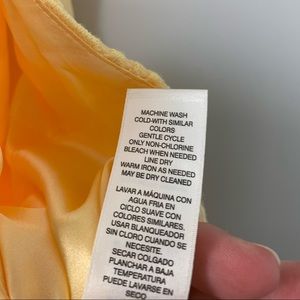 MACHINE WASH
COLD-WITH SIMILAR
COLORS
GENTLE CYCLE
ONLY NON-CHLORINE
BLEACH WHEN NEEDED
LINE DRY
WARM IRON AS NEEDED
MAY BE DRY CLEANED
LAVAR A MÁQUINA CON
AGUA FRIA EN
CICLO SUAVE CON
COLORES SIMILARES.
USAR BLANQUEADOR
SIN CLORO CUANDO SE
NECESITE.
SECAR COLGADO
PLANCHAR A BAJA
TEMPERATURA
PUEDE LAVARSE EN
SECO